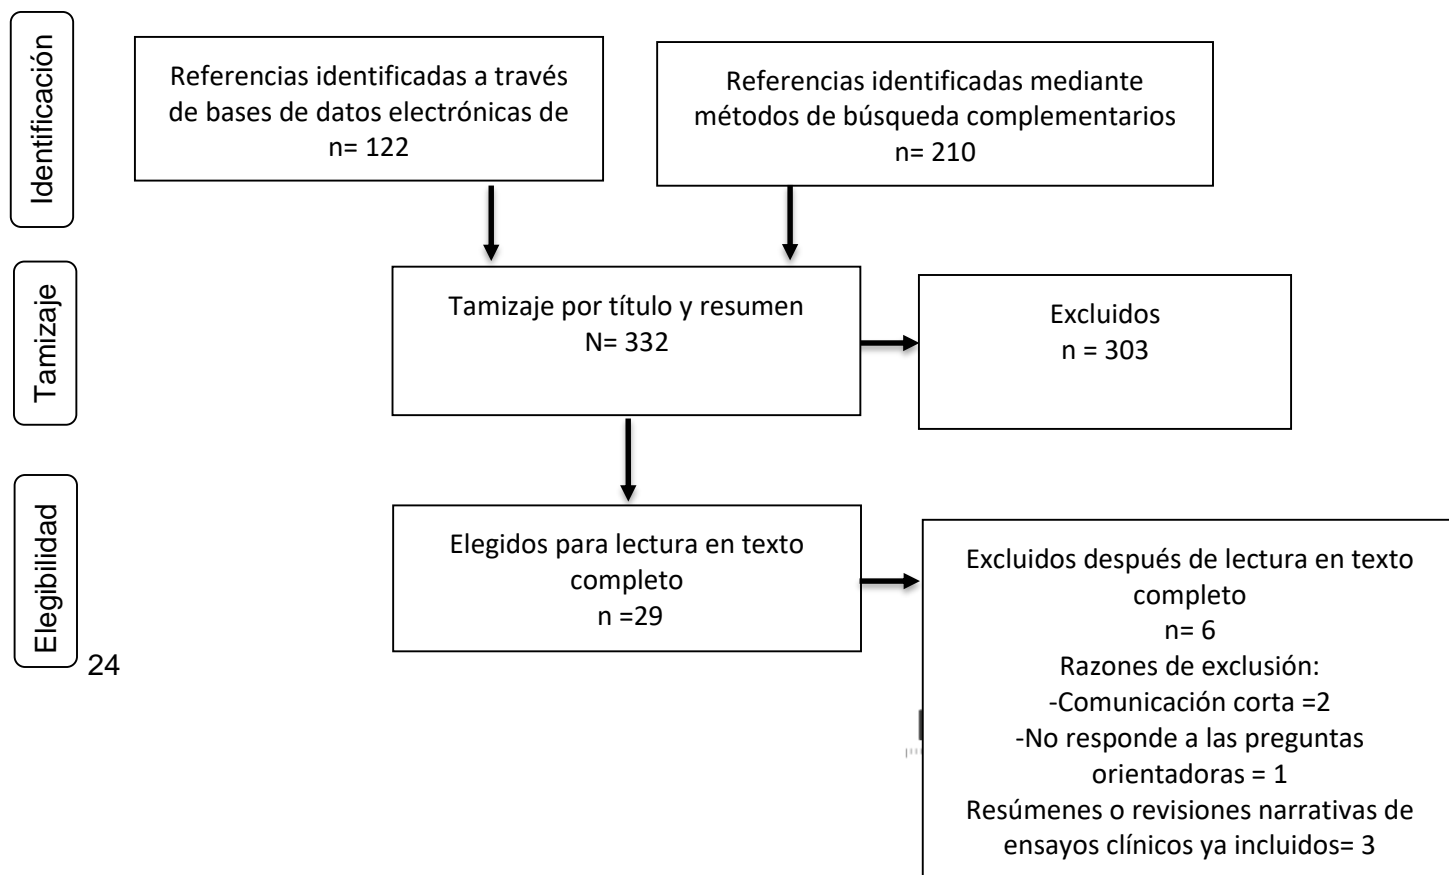 Identificación
Referencias identificadas a través
de bases de datos electrónicas de
n= 122
Referencias identificadas mediante
métodos de búsqueda complementarios
n= 210
Tamizaje
Tamizaje por título y resumen
N= 332
Excluidos
n = 303
Elegibilidad
Elegidos para lectura en texto
completo
n =29
Excluidos después de lectura en texto
completo
n= 6
Razones de exclusión:
-Comunicación corta =2
-No responde a las preguntas
orientadoras = 1
Resúmenes o revisiones narrativas de
ensayos clínicos ya incluidos= 3
24